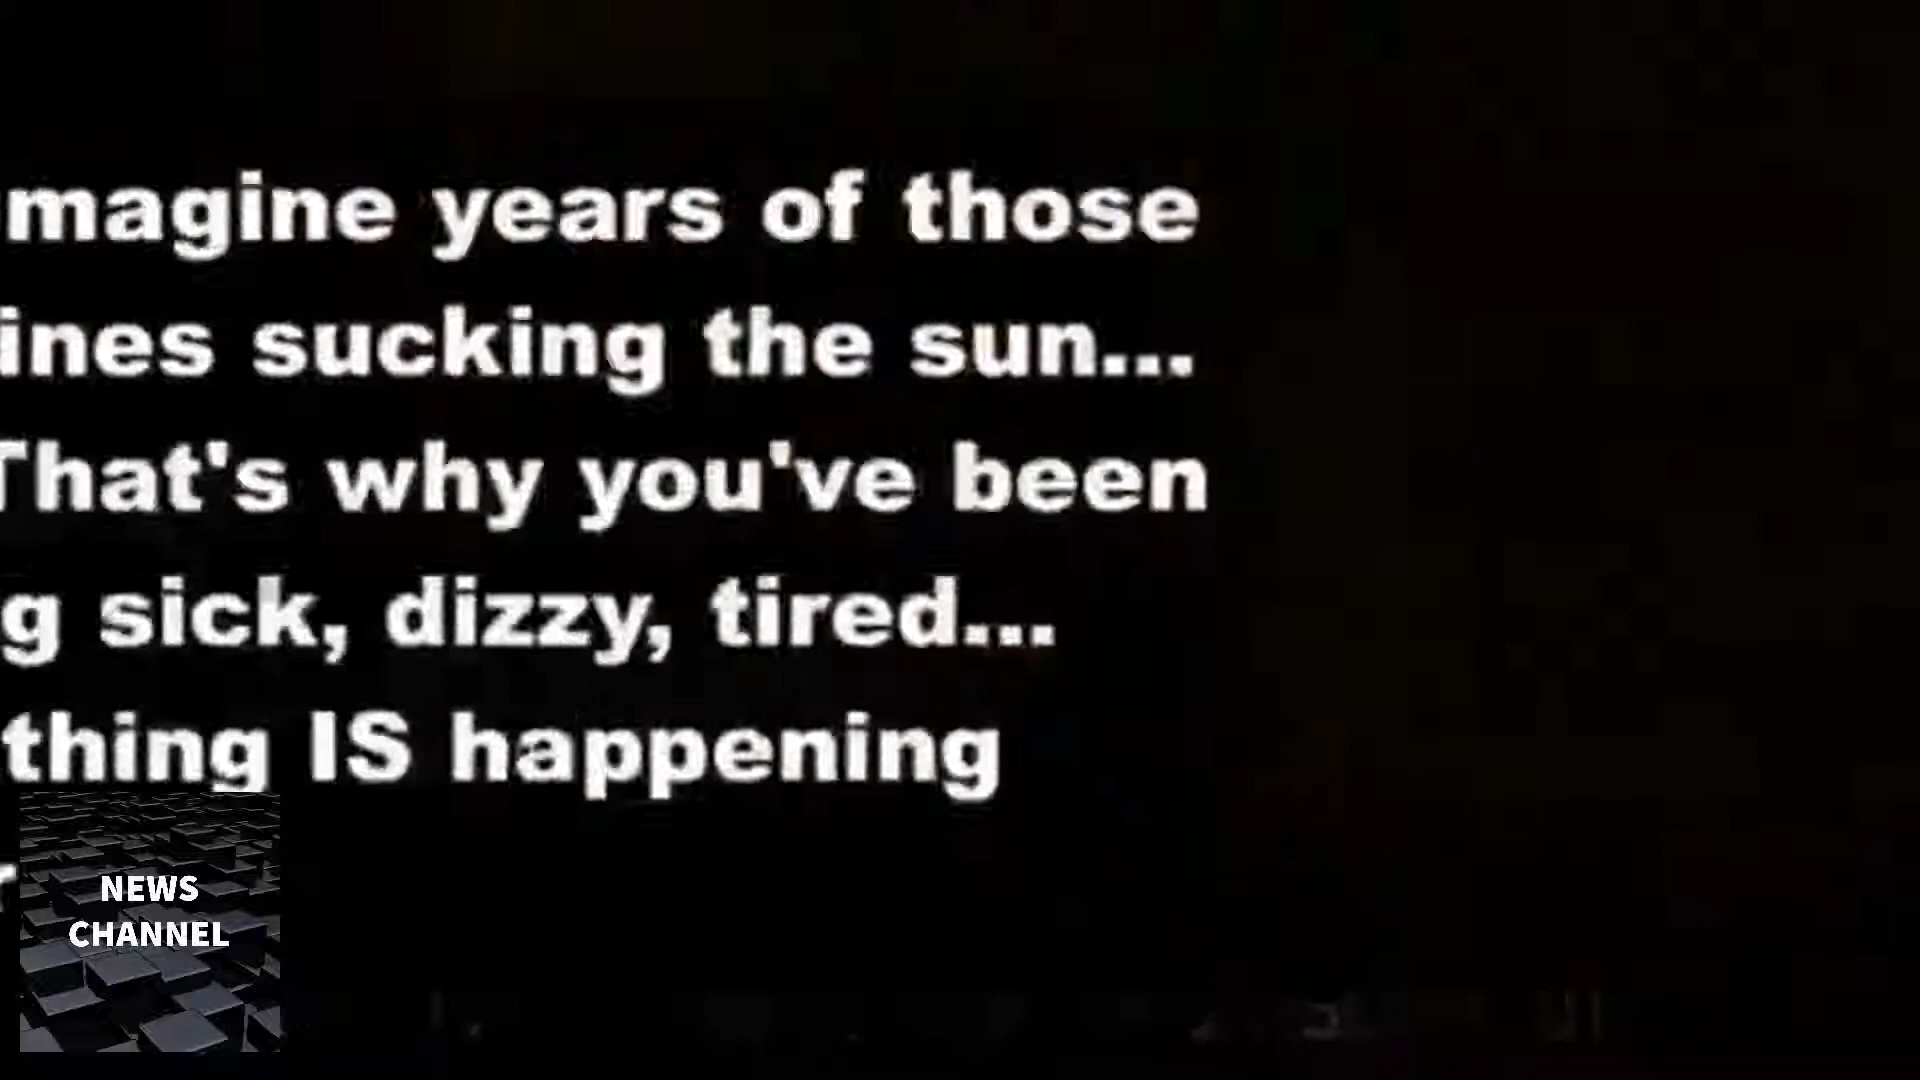 magine years of those
ines sucking the sun...
That's why you've been
g sick, dizzy, tired...
thing IS happening
r
NEWS
CHANNEL